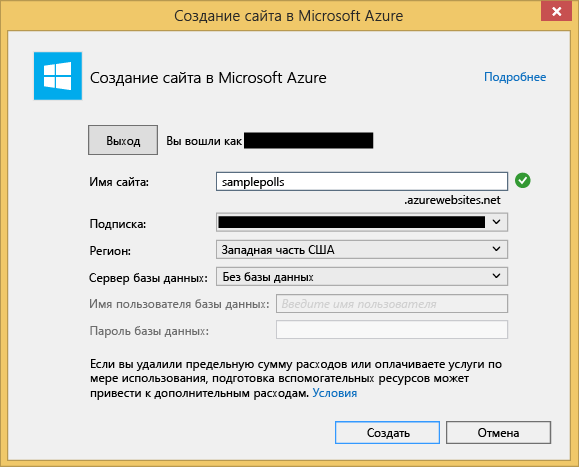 Создание сайта в Microsoft Azure
Создание сайта в Microsoft Azure
Подробнее
Выход
Вы вошли как
Имя сайта:
samplepolls
.azurewebsites.net
Подписка:
Регион:
Западная часть США
Сервер базы данных:
Без базы данных
Имя пользователя базы данных:
Введите имя пользователя
Пароль базы данных:
Если вы удалили предельную сумму расходов или оплачиваете услуги по
мере использования, подготовка вспомогательных ресурсов может
привести к дополнительным расходам. Условия
Создать
Отмена